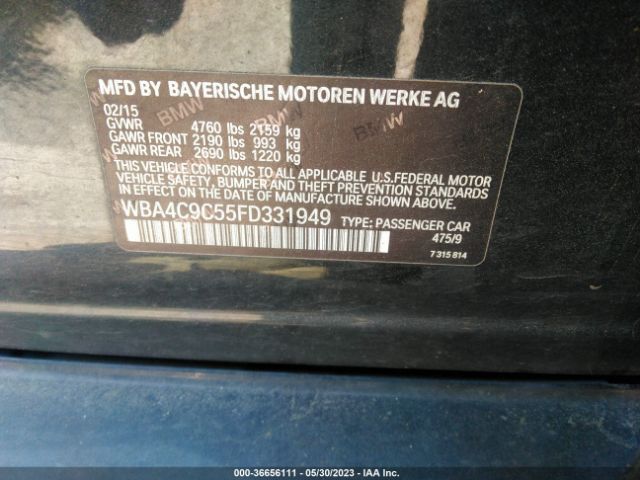 MFD BY BAYERISCHE MOTOREN WERKE AG
02/15
GVWR 4760 lbs 2159 kg
GAWR FRONT 2190 lbs 993 kg
GAWR REAR 2690 lbs 1220 kg
THIS VEHICLE CONFORMS TO ALL APPLICABLE U.S.FEDERAL MOTOR
VEHICLE SAFETY, BUMPER AND THEFT PREVENTION STANDARDS
IN EFFECT ON THE DATE OF MANUFACTURE SHOWN ABOVE.
WBA4C9C55FD331949 TYPE: PASSENGER CAR
475/9
7 315 814
000-36656111 — 05/30/2023 — IAA Inc.